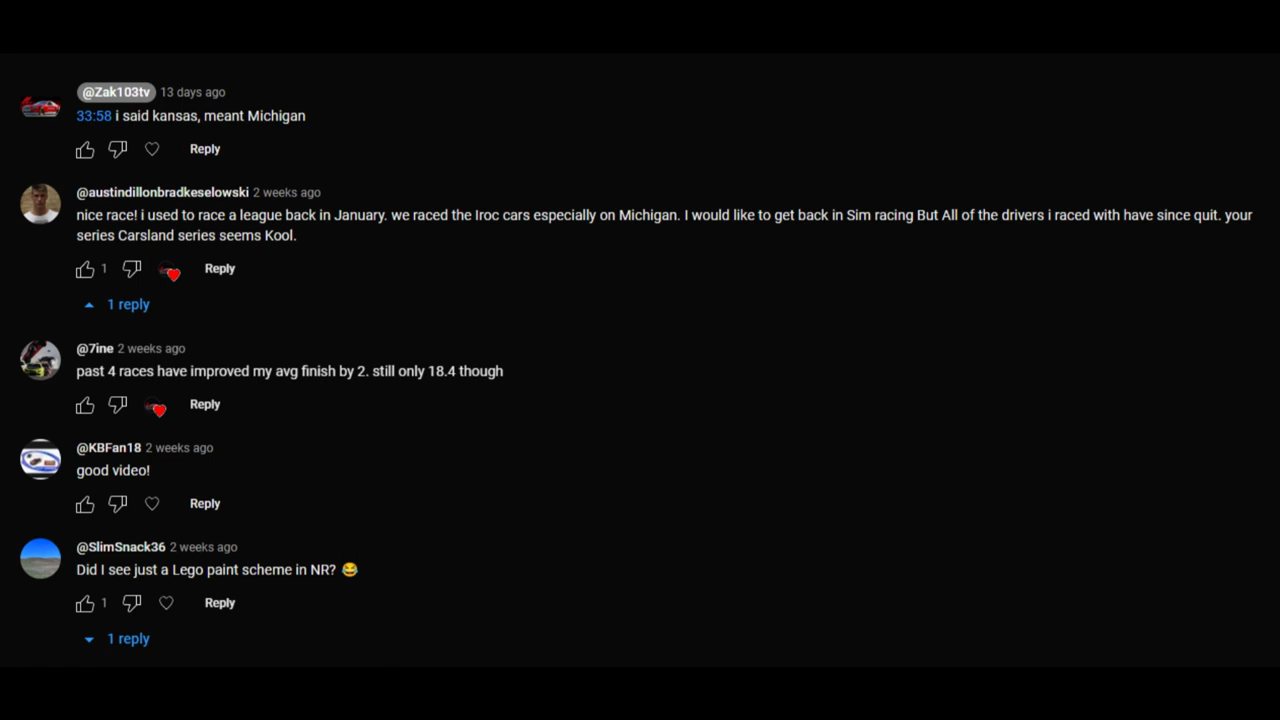 @Zak103tv 13 days ago
33:58 i said kansas, meant Michigan
Reply
@austindillonbradkeselowski 2 weeks ago
nice race! i used to race a league back in January. we raced the Iroc cars especially on Michigan. I would like to get back in Sim racing But All of the drivers i raced with have since quit. your
series Carsland series seems Kool.
1 Reply
1 reply
@7ine 2 weeks ago
past 4 races have improved my avg finish by 2. still only 18.4 though
Reply
@KBFan18 2 weeks ago
good video!
Reply
@SlimSnack36 2 weeks ago
Did I see just a Lego paint scheme in NR? 😂
1 Reply
1 reply